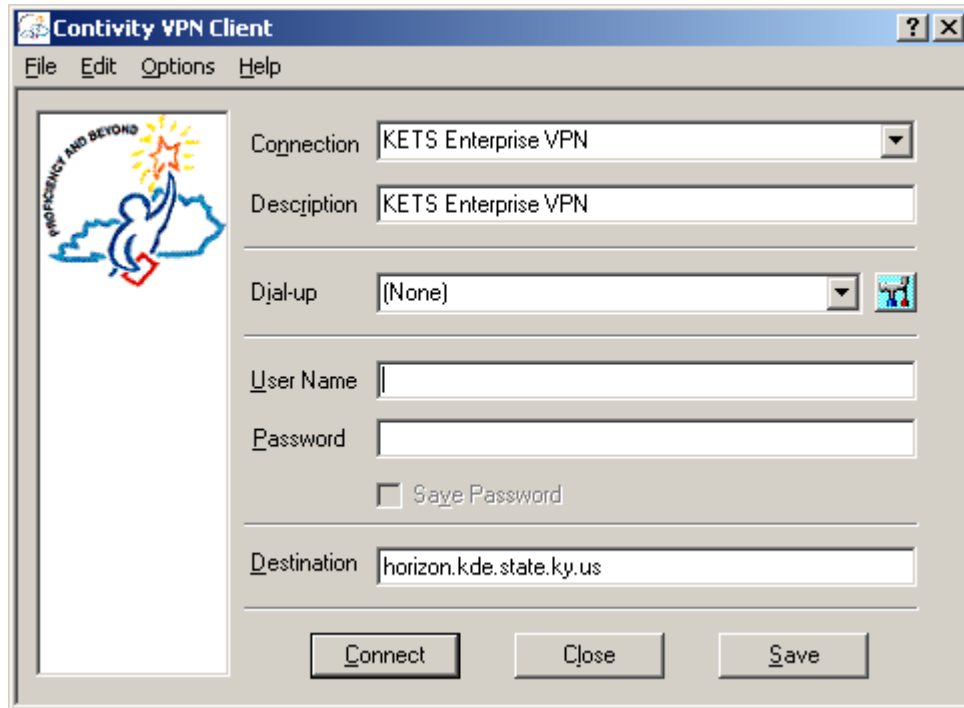 Contivity VPN Client
File Edit Options Help
PROFICIENCY AND BEYOND
Connection KETS Enterprise VPN
Description KETS Enterprise VPN
Dial-up (None)
User Name
Password
Save Password
Destination horizon.kde.state.ky.us
Connect Close Save